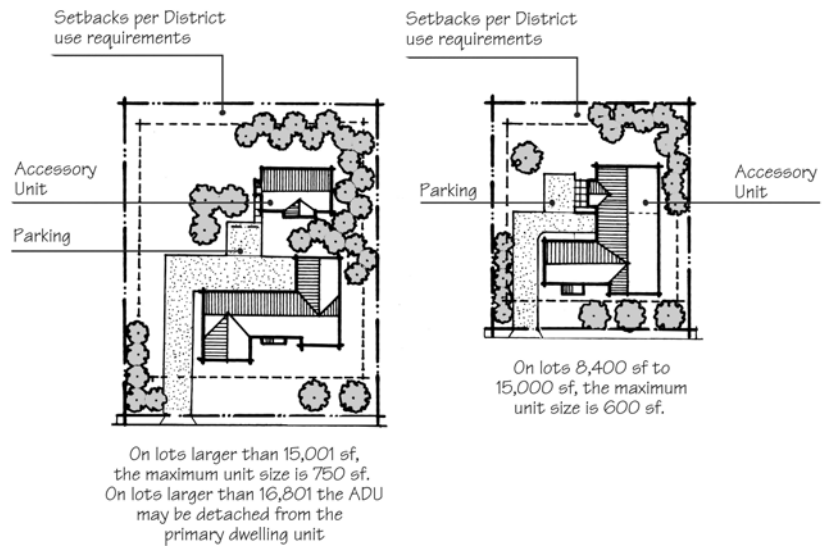 Setbacks per District
use requirements
Accessory
Unit
Parking
On lots larger than 15,001 sf,
the maximum unit size is 750 sf.
On lots larger than 16,801 the ADU
may be detached from the
primary dwelling unit
Setbacks per District
use requirements
Parking
Accessory
Unit
On lots 8,400 sf to
15,000 sf, the maximum
unit size is 600 sf.